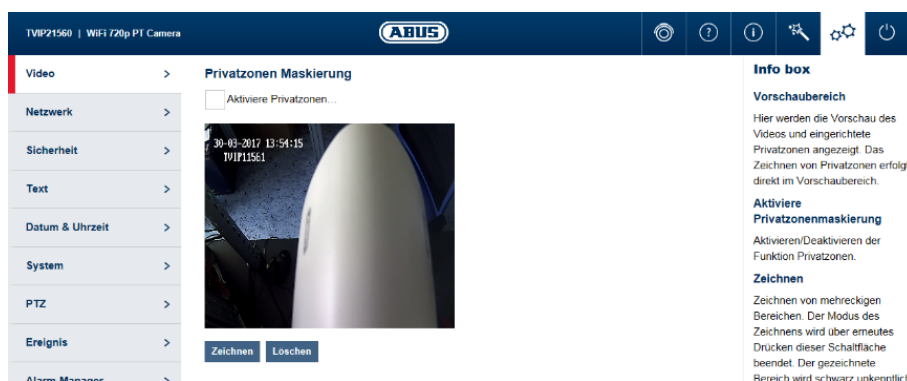 TVIP21560 | WiFi 720p PT Camera
ABUS
Video
Netzwerk
Sicherheit
Text
Datum & Uhrzeit
System
PTZ
Ereignis
Alarm Manager
Privatzonen Maskierung
Aktiviere Privatzonen...
30-03-2017 13:54:15
TVIP11561
Zeichnen Löschen
Info box
Vorschaubereich
Hier werden die Vorschau des
Videos und eingerichtete
Privatzonen angezeigt. Das
Zeichnen von Privatzonen erfolgt
direkt im Vorschaubereich.
Aktiviere
Privatzonenmaskierung
Aktivieren/Deaktivieren der
Funktion Privatzonen.
Zeichnen
Zeichnen von mehreckigen
Bereichen. Der Modus des
Zeichnens wird über erneutes
Drücken dieser Schaltfläche
beendet. Der gezeichnete
Bereich wird schwarz unkenntlich